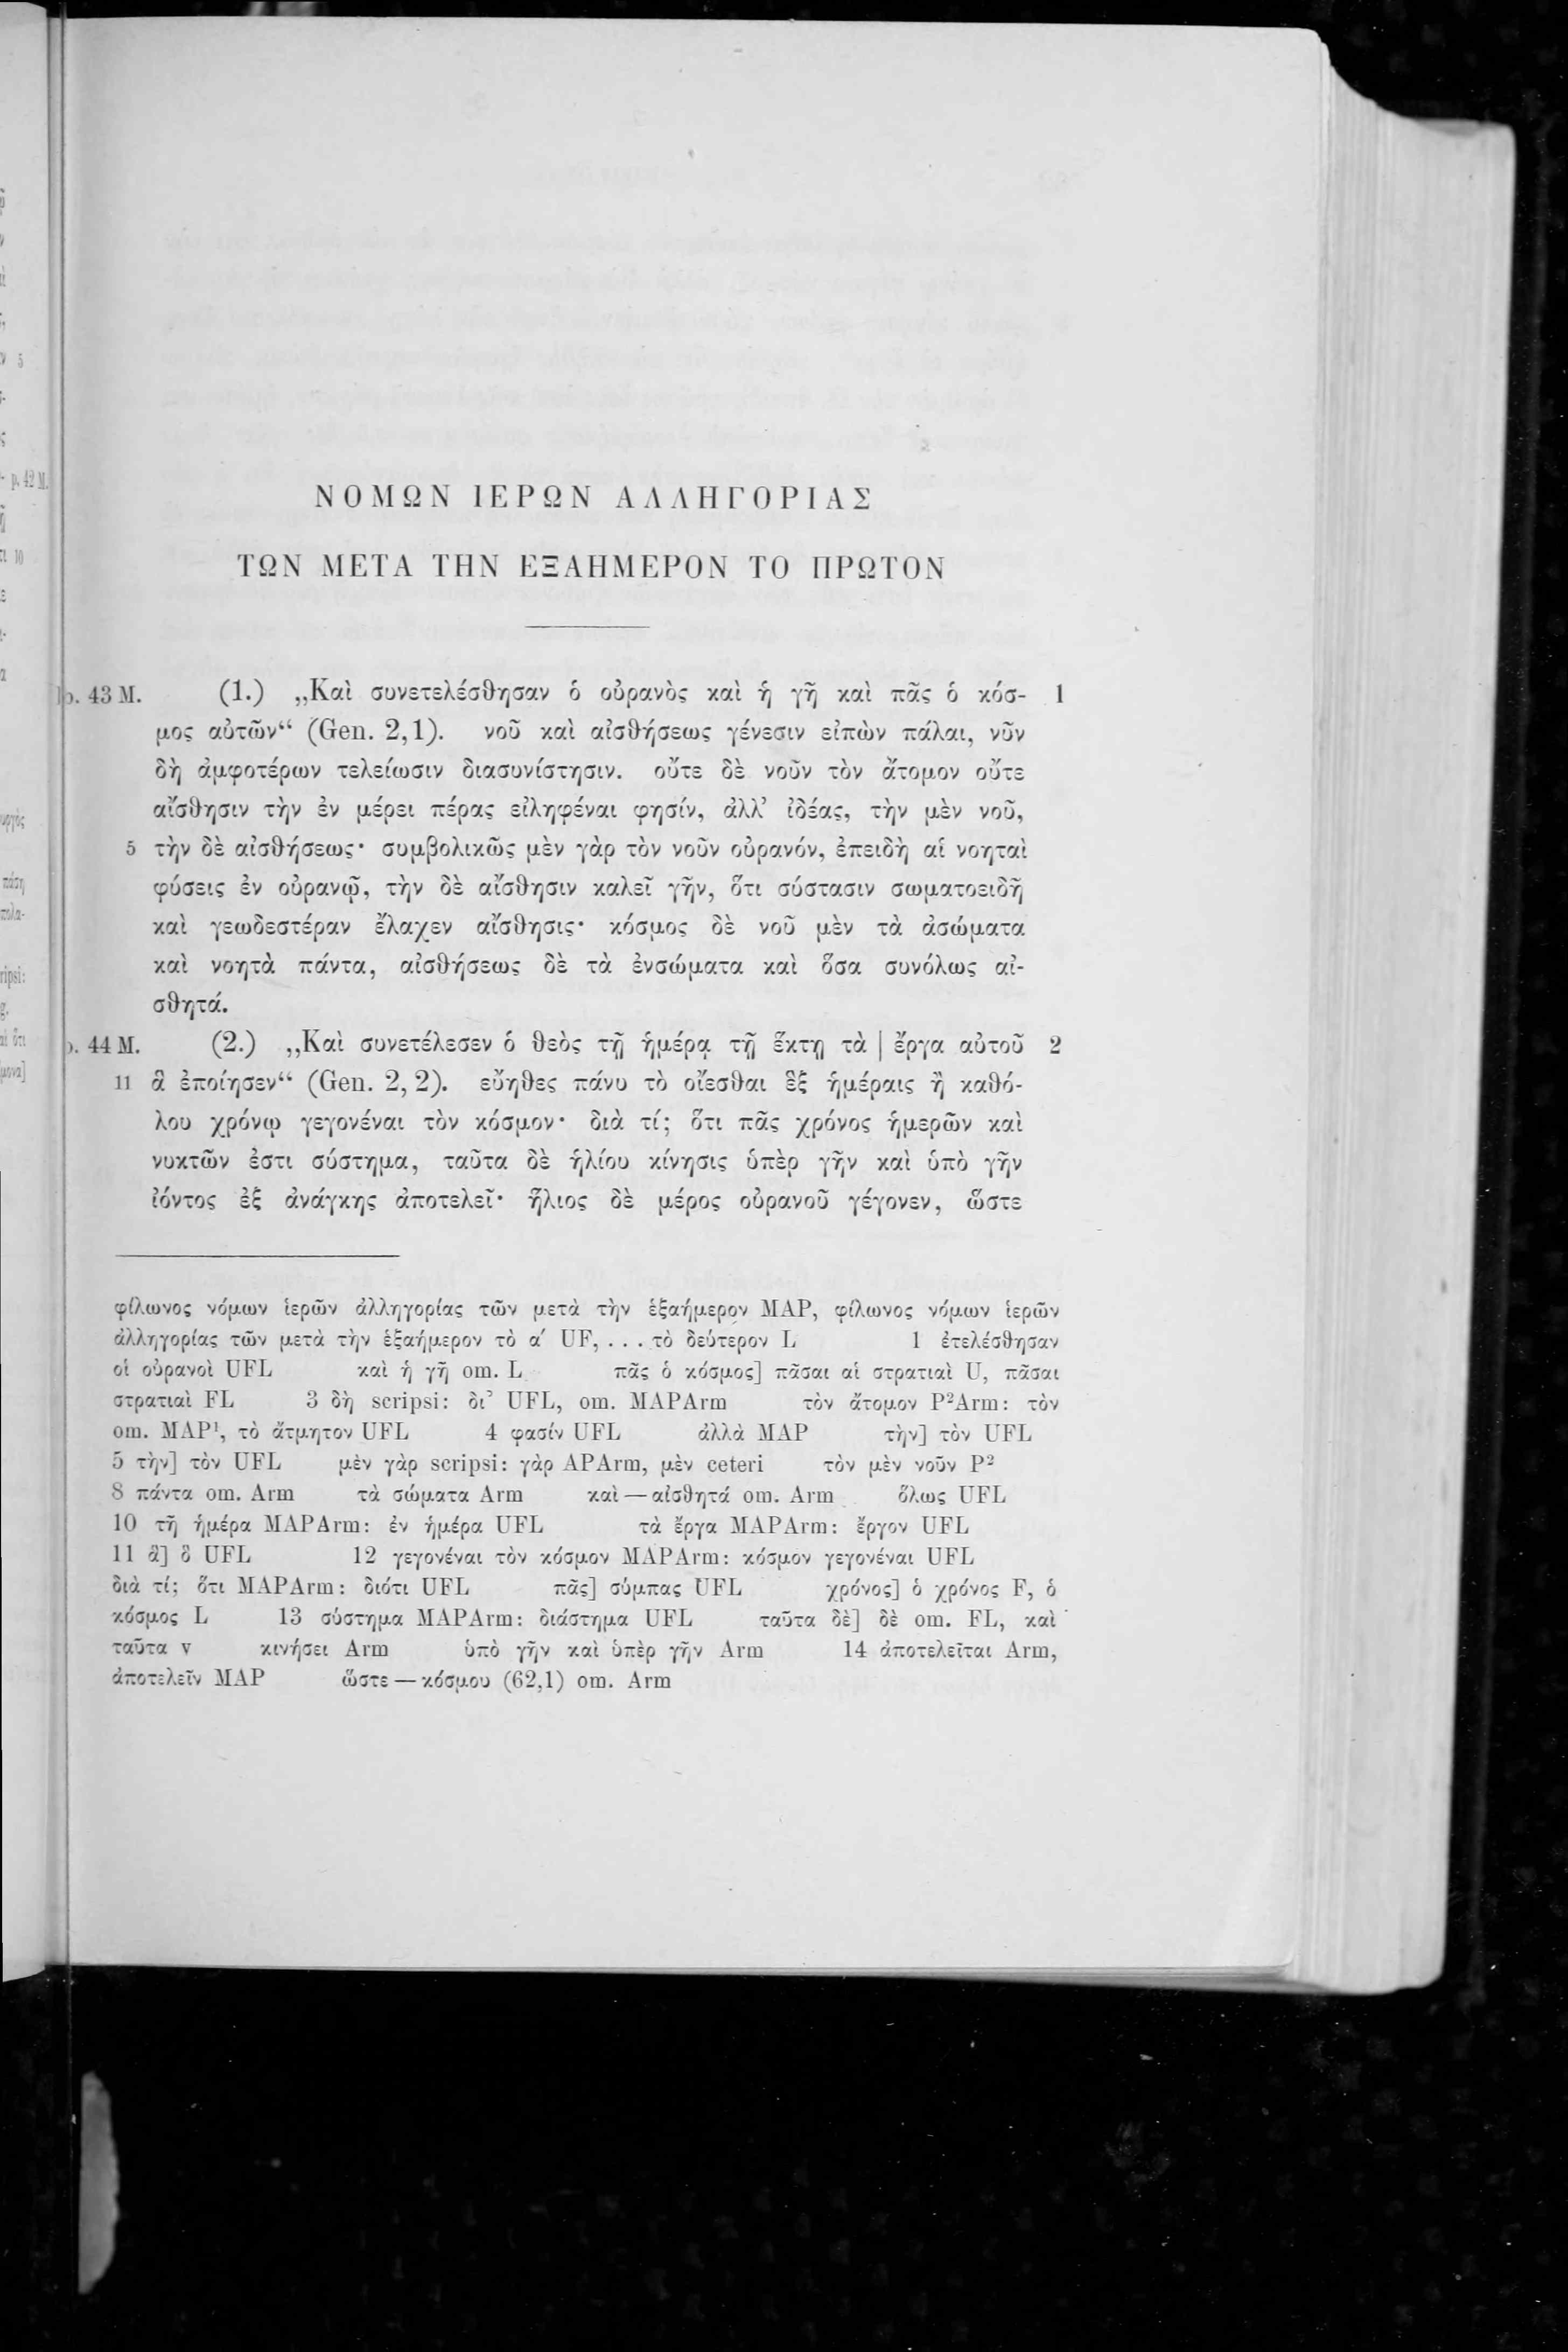 ΝΟΜΩΝ ΙΕΡΩΝ ΑΛΛΗΓΟΡΙΑΣ
ΤΩΝ ΜΕΤΑ ΤΗΝ ΕΞΑΗΜΕΡΟΝ ΤΟ ΠΡΩΤΟΝ
p. 43 M. (1.) „Καὶ συνετελέσθησαν ὁ οὐρανὸς καὶ ἡ γῆ καὶ πᾶς ὁ κόσ- 1
μος αὐτῶν“ (Gen. 2,1). νοῦ καὶ αἰσθήσεως γένεσιν εἰπὼν πάλαι, νῦν
δὴ ἀμφοτέρων τελείωσιν διασυνίστησιν. οὔτε δὲ νοῦν τὸν ἄτομον οὔτε
αἴσθησιν τὴν ἐν μέρει πέρας εἰληφέναι φησίν, ἀλλ’ ἰδέας, τὴν μὲν νοῦ,
5 τὴν δὲ αἰσθήσεως· συμβολικῶς μὲν γὰρ τὸν νοῦν οὐρανόν, ἐπειδὴ αἱ νοηταὶ
φύσεις ἐν οὐρανῷ, τὴν δὲ αἴσθησιν καλεῖ γῆν, ὅτι σύστασιν σωματοειδῆ
καὶ γεωδεστέραν ἔλαχεν αἴσθησις· κόσμος δὲ νοῦ μὲν τὰ ἀσώματα
καὶ νοητὰ πάντα, αἰσθήσεως δὲ τὰ ἐνσώματα καὶ ὅσα συνόλως αἰ-
σθητά.
p. 44 M. (2.) „Καὶ συνετέλεσεν ὁ θεὸς τῇ ἡμέρᾳ τῇ ἕκτῃ τὰ | ἔργα αὐτοῦ 2
11 ἃ ἐποίησεν“ (Gen. 2, 2). εὔηθες πάνυ τὸ οἴεσθαι ἓξ ἡμέραις ἢ καθό-
λου χρόνῳ γεγονέναι τὸν κόσμον· διὰ τί; ὅτι πᾶς χρόνος ἡμερῶν καὶ
νυκτῶν ἐστι σύστημα, ταῦτα δὲ ἡλίου κίνησις ὑπὲρ γῆν καὶ ὑπὸ γῆν
ἰόντος ἐξ ἀνάγκης ἀποτελεῖ· ἥλιος δὲ μέρος οὐρανοῦ γέγονεν, ὥστε
φίλωνος νόμων ἱερῶν ἀλληγορίας τῶν μετὰ τὴν ἑξαήμερον MAP, φίλωνος νόμων ἱερῶν
ἀλληγορίας τῶν μετὰ τὴν ἑξαήμερον τὸ α´ UF, . . . τὸ δεύτερον L 1 ἐτελέσθησαν
οἱ οὐρανοὶ UFL καὶ ἡ γῆ om. L πᾶς ὁ κόσμος] πᾶσαι αἱ στρατιαὶ U, πᾶσαι
στρατιαὶ FL 3 δὴ scripsi: δι’ UFL, om. MAPArm τὸν ἄτομον P²Arm: τὸν
om. MAP¹, τὸ ἄτμητον UFL 4 φασίν UFL ἀλλὰ MAP τὴν] τὸν UFL
5 τὴν] τὸν UFL μὲν γὰρ scripsi: γὰρ APArm, μὲν ceteri τὸν μὲν νοῦν P²
8 πάντα om. Arm τὰ σώματα Arm καὶ — αἰσθητά om. Arm ὅλως UFL
10 τῆ ἡμέρα MAPArm: ἐν ἡμέρα UFL τὰ ἔργα MAPArm: ἔργον UFL
11 ἃ] ὃ UFL 12 γεγονέναι τὸν κόσμον MAPArm: κόσμον γεγονέναι UFL
διὰ τί; ὅτι MAPArm: διότι UFL πᾶς] σύμπας UFL χρόνος] ὁ χρόνος F, ὁ
κόσμος L 13 σύστημα MAPArm: διάστημα UFL ταῦτα δὲ] δὲ om. FL, καὶ
ταῦτα v κινήσει Arm ὑπὸ γῆν καὶ ὑπὲρ γῆν Arm 14 ἀποτελεῖται Arm,
ἀποτελεῖν MAP ὥστε — κόσμου (62,1) om. Arm